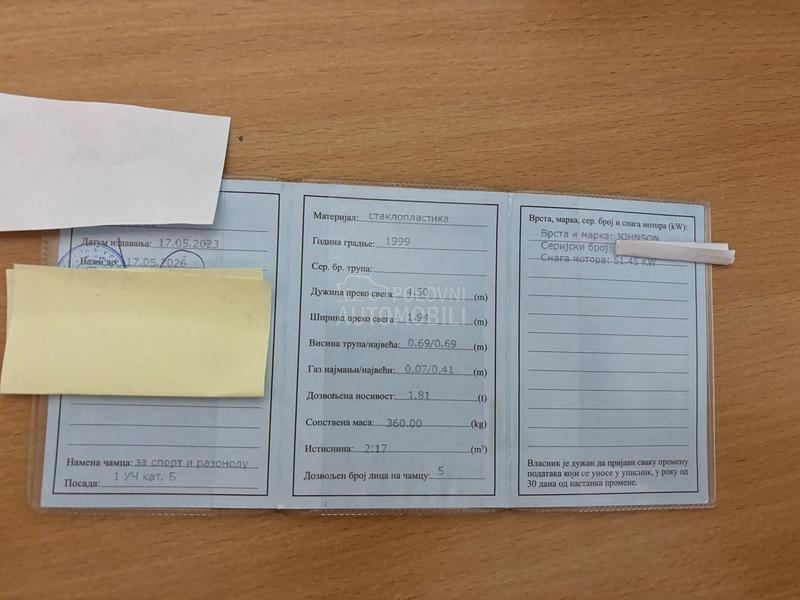 Датум издавања: 17.05.2023
Важи до: 17.05.2026
Намена чамца: за спорт и разоноду
Посада: 1 УЧ кат. Б
Материјал: стаклопластика
Година градње: 1999
Сер. бр. трупа:
Дужина преко свега: 4.50 (m)
Ширина преко свега: 1.94 (m)
Висина трупа/највећа: 0.69/0.69 (m)
Газ најмањи/највећи: 0,07/0,41 (m)
Дозвољена носивост: 1.81 (t)
Сопствена маса: 360.00 (kg)
Истиснина: 2:17 (m³)
Дозвољен број лица на чамцу: 5
Врста, марка, сер. број и снага мотора (kW):
Врста и марка: JOHNSON
Серијски број:
Снага мотора: 51.45 kW
Власник је дужан да пријави сваку промену
података који се уносе у уписник, у року од
30 дана од настанка промене.
POLOVNI
AUTOMOBILI